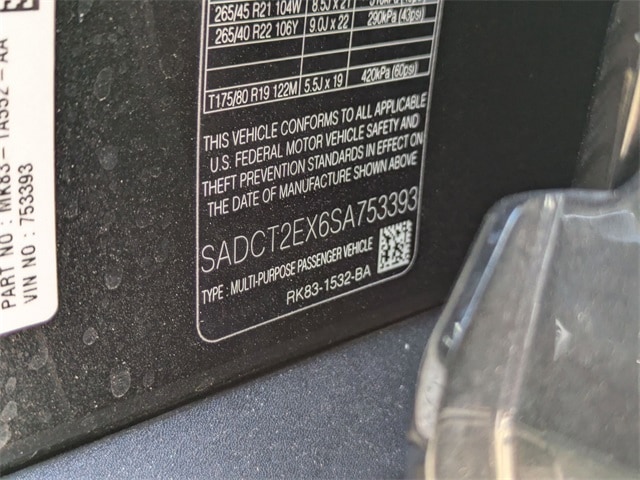 PART NO : MK83 - 1A552 - AA
VIN NO : 753393
265/45 R21 104W 8.5J x 21
265/40 R22 106Y 9.0J x 22 290kPa (43psi)
T175/80 R19 122M 5.5J x 19 420kPa (60psi)
THIS VEHICLE CONFORMS TO ALL APPLICABLE
U.S. FEDERAL MOTOR VEHICLE SAFETY AND
THEFT PREVENTION STANDARDS IN EFFECT ON
THE DATE OF MANUFACTURE SHOWN ABOVE
SADCT2EX6SA753393
TYPE : MULTI-PURPOSE PASSENGER VEHICLE
RK83-1532-BA